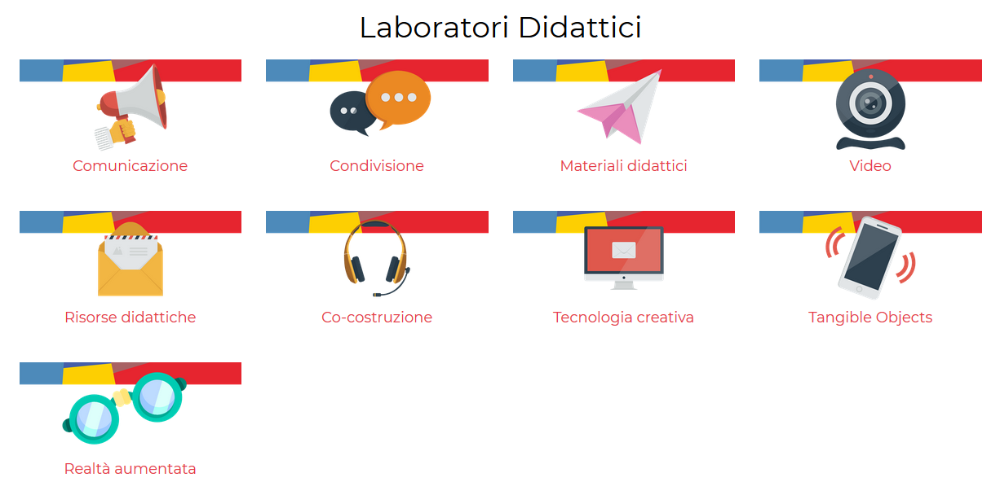 Laboratori Didattici
Comunicazione
Condivisione
Materiali didattici
Video
Risorse didattiche
Co-costruzione
Tecnologia creativa
Tangible Objects
Realtà aumentata